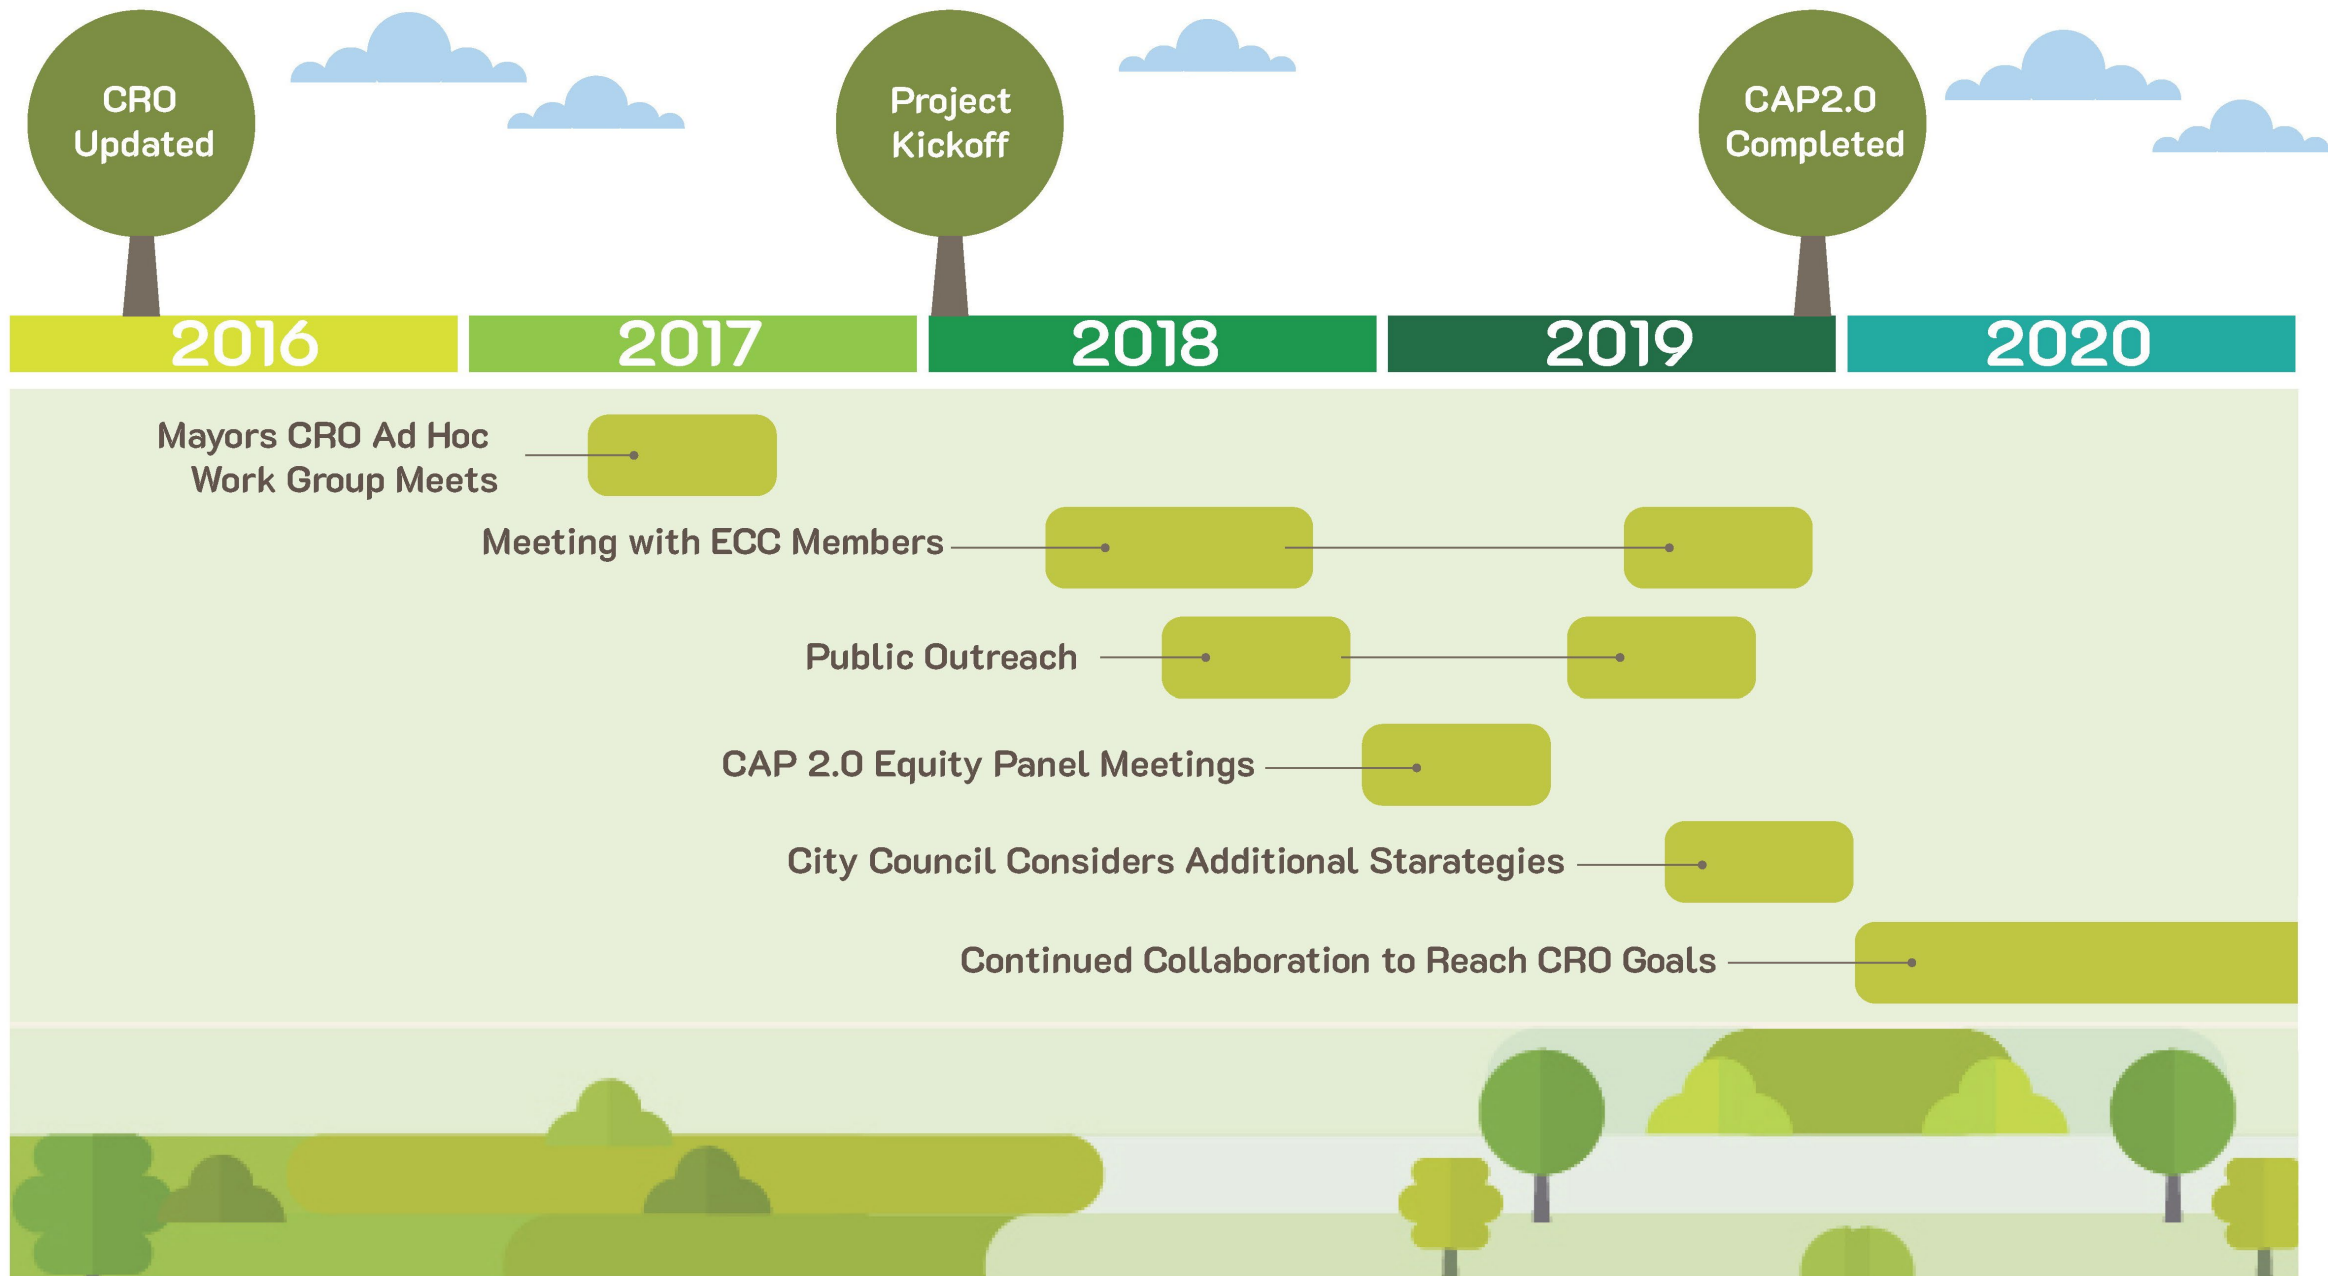 CRO
Updated
Project
Kickoff
CAP2.0
Completed
2016
2017
2018
2019
2020
Mayors CRO Ad Hoc
Work Group Meets
Meeting with ECC Members
Public Outreach
CAP 2.0 Equity Panel Meetings
City Council Considers Additional Starategies
Continued Collaboration to Reach CRO Goals